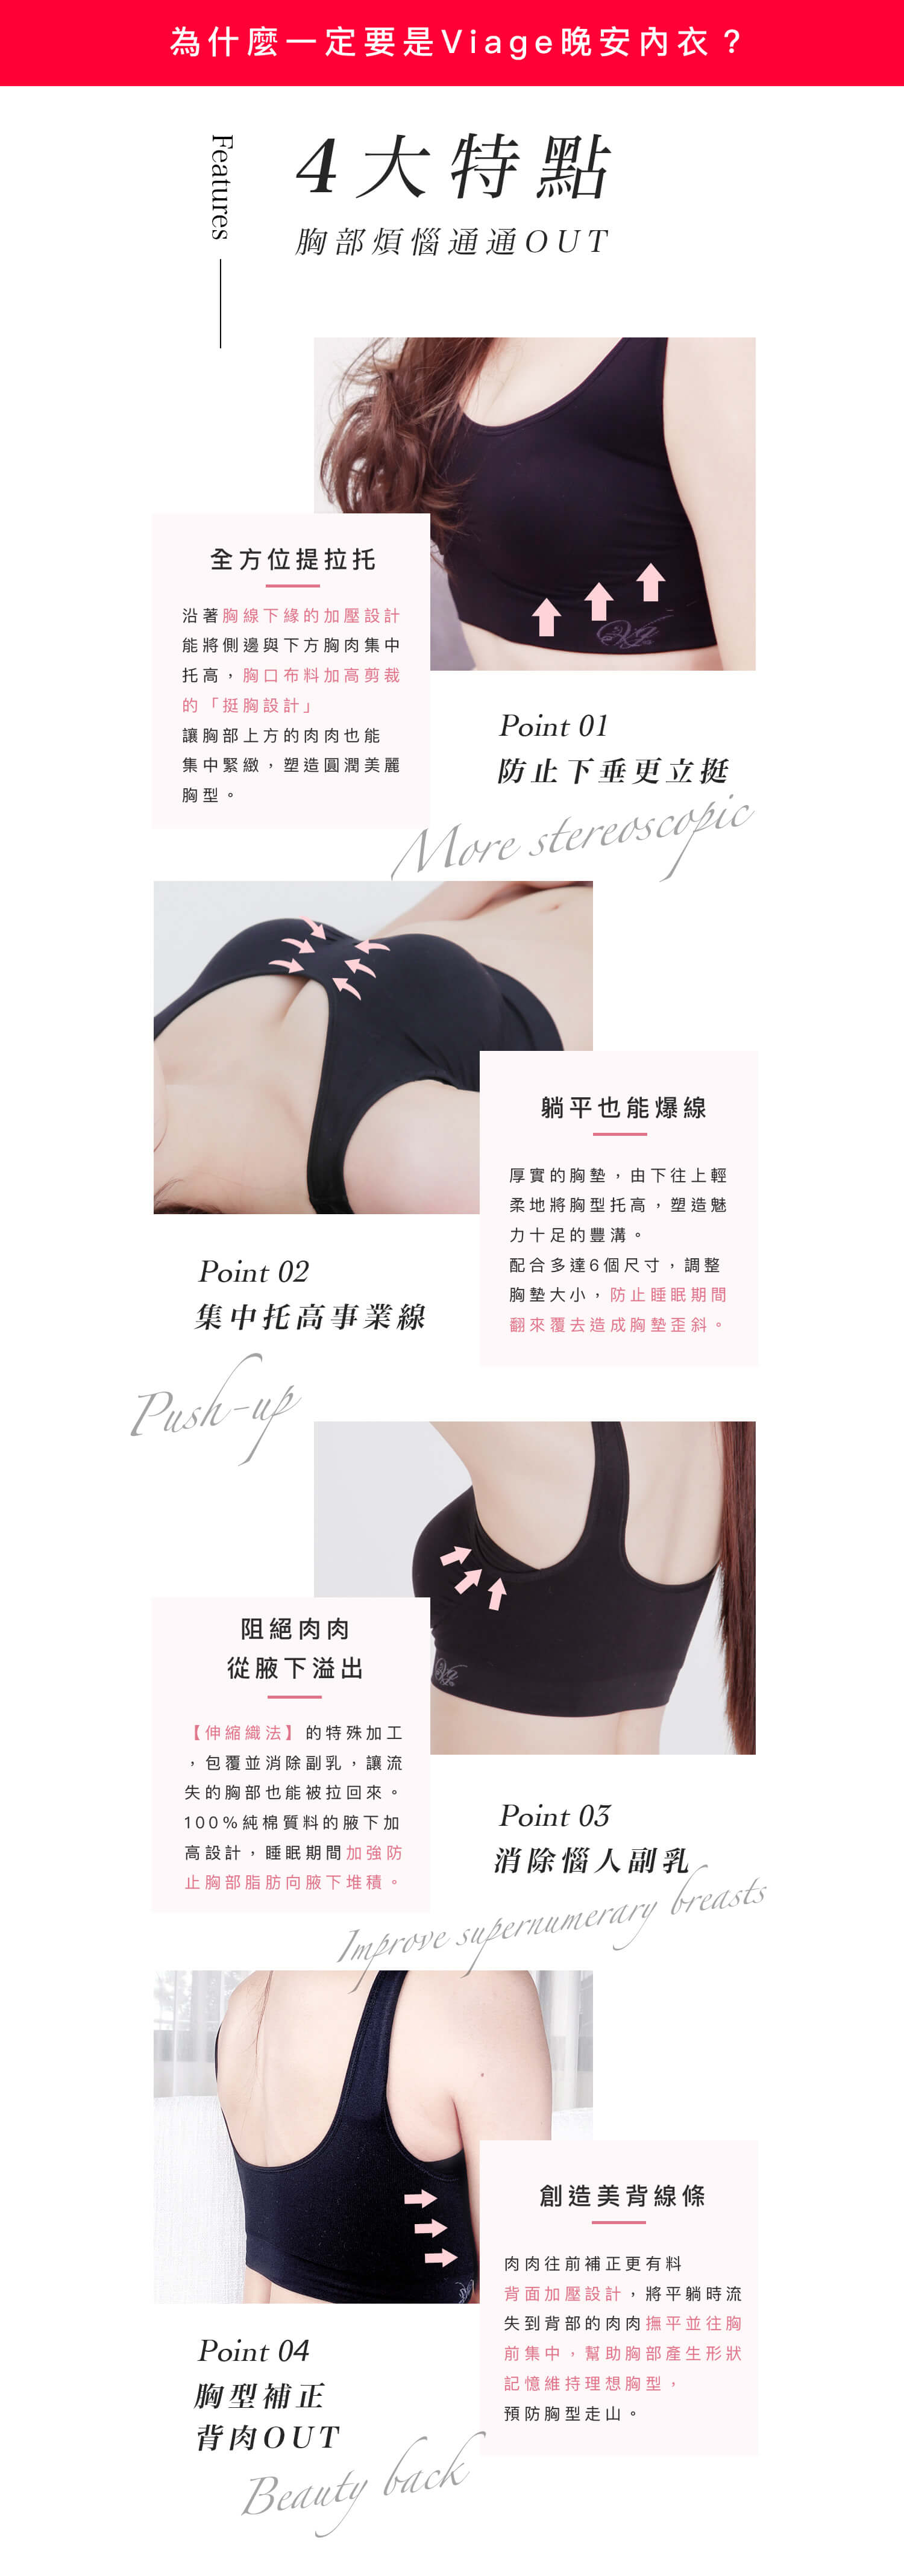 為什麼一定要是Viage晚安內衣？
Features
4大特點
胸部煩惱通通OUT
全方位提拉托
沿著胸線下緣的加壓設計
能將側邊與下方胸肉集中
托高，胸口布料加高剪裁
的「挺胸設計」
讓胸部上方的肉肉也能
集中緊緻，塑造圓潤美麗
胸型。
Point 01
防止下垂更立挺
More stereoscopic
躺平也能爆線
厚實的胸墊，由下往上輕
柔地將胸型托高，塑造魅
力十足的豐溝。
配合多達6個尺寸，調整
胸墊大小，防止睡眠期間
翻來覆去造成胸墊歪斜。
Point 02
集中托高事業線
Push-up
阻絕肉肉
從腋下溢出
【伸縮織法】的特殊加工
，包覆並消除副乳，讓流
失的胸部也能被拉回來。
100%純棉質料的腋下加
高設計，睡眠期間加強防
止胸部脂肪向腋下堆積。
Point 03
消除惱人副乳
Improve supernumerary breasts
創造美背線條
肉肉往前補正更有料
背面加壓設計，將平躺時流
失到背部的肉肉撫平並往胸
前集中，幫助胸部產生形狀
記憶維持理想胸型，
預防胸型走山。
Point 04
胸型補正
背肉OUT
Beauty back